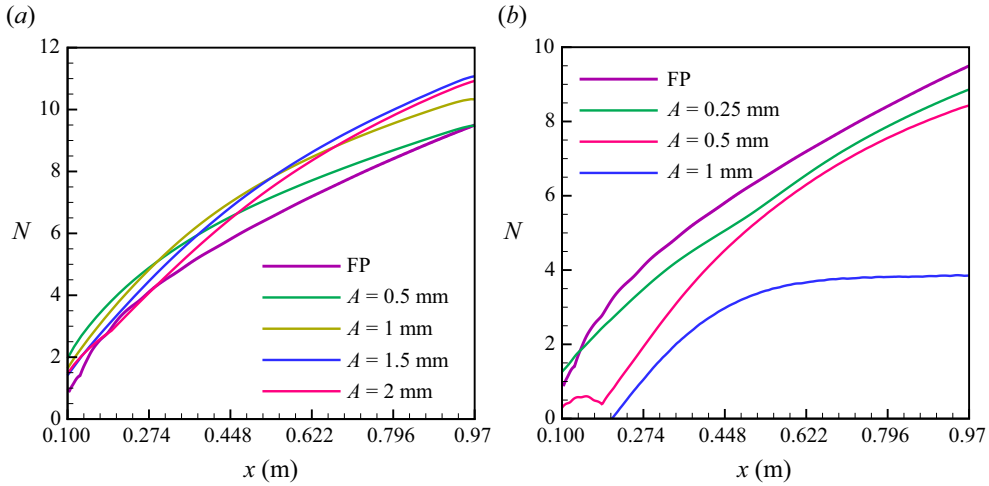 (a)
12
10
8
6
4
2
0
N
FP
A = 0.5 mm
A = 1 mm
A = 1.5 mm
A = 2 mm
0.100 0.274 0.448 0.622 0.796 0.97
x (m)
(b)
10
8
6
4
2
0
N
FP
A = 0.25 mm
A = 0.5 mm
A = 1 mm
0.100 0.274 0.448 0.622 0.796 0.97
x (m)